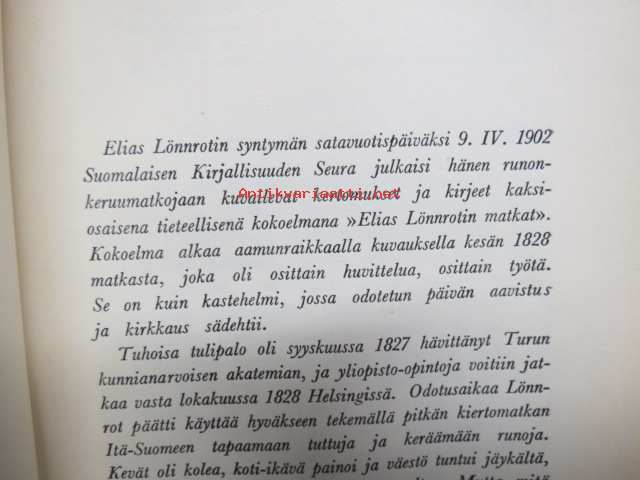 Elias Lönnrotin syntymän satavuotispäiväksi 9. IV. 1902
Suomalaisen Kirjallisuuden Seura julkaisi hänen runon-
keruumatkojaan kuvailevat kertomukset ja kirjeet kaksi-
Antikvariaatti.net
osaisena tieteellisenä kokoelmana »Elias Lönnrotin matkat».
Kokoelma alkaa aamunraikkaalla kuvauksella kesän 1828
matkasta, joka oli osittain huvittelua, osittain työtä.
Se on kuin kastehelmi, jossa odotetun päivän aavistus
ja kirkkaus sädehtii.
Tuhoisa tulipalo oli syyskuussa 1827 hävittänyt Turun
kunnianarvoisen akatemian, ja yliopisto-opintoja voitiin jat-
kaa vasta lokakuussa 1828 Helsingissä. Odotusaikaa Lönn-
rot päätti käyttää hyväkseen tekemällä pitkän kiertomatkan
Itä-Suomeen tapaamaan tuttuja ja keräämään runoja.
Kevät oli kolea, koti-ikävä painoi ja väestö tuntui jäykältä,
Mutta mitä